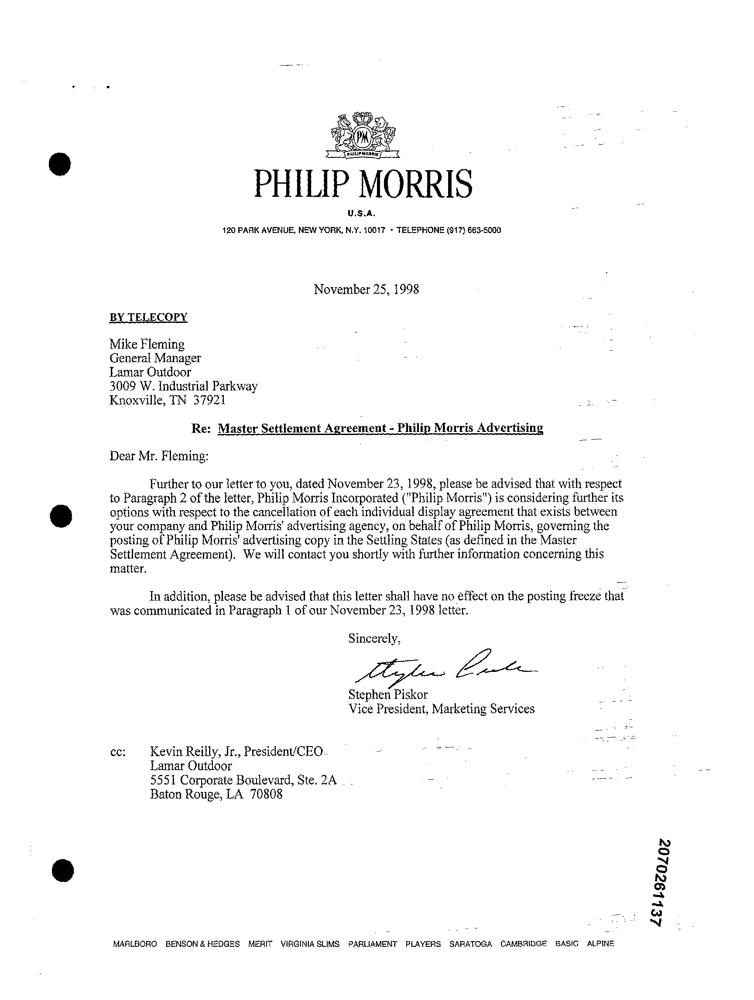 PM
PHILIP MORRIS
PHILIP MORRIS
U.S.A.
120 PARK AVENUE, NEW YORK, N.Y. 10017 • TELEPHONE (917) 663-5000
November 25, 1998
BY TELECOPY
Mike Fleming
General Manager
Lamar Outdoor
3009 W. Industrial Parkway
Knoxville, TN 37921
Re: Master Settlement Agreement - Philip Morris Advertising
Dear Mr. Fleming:
Further to our letter to you, dated November 23, 1998, please be advised that with respect
to Paragraph 2 of the letter, Philip Morris Incorporated ("Philip Morris") is considering further its
options with respect to the cancellation of each individual display agreement that exists between
your company and Philip Morris' advertising agency, on behalf of Philip Morris, governing the
posting of Philip Morris' advertising copy in the Settling States (as defined in the Master
Settlement Agreement). We will contact you shortly with further information concerning this
matter.
In addition, please be advised that this letter shall have no effect on the posting freeze that
was communicated in Paragraph 1 of our November 23, 1998 letter.
Sincerely,
Stephen Piskor
Vice President, Marketing Services
cc: Kevin Reilly, Jr., President/CEO
Lamar Outdoor
5551 Corporate Boulevard, Ste. 2A
Baton Rouge, LA 70808
2070261137
MARLBORO BENSON & HEDGES MERIT VIRGINIA SLIMS PARLIAMENT PLAYERS SARATOGA CAMBRIDGE BASIC ALPINE